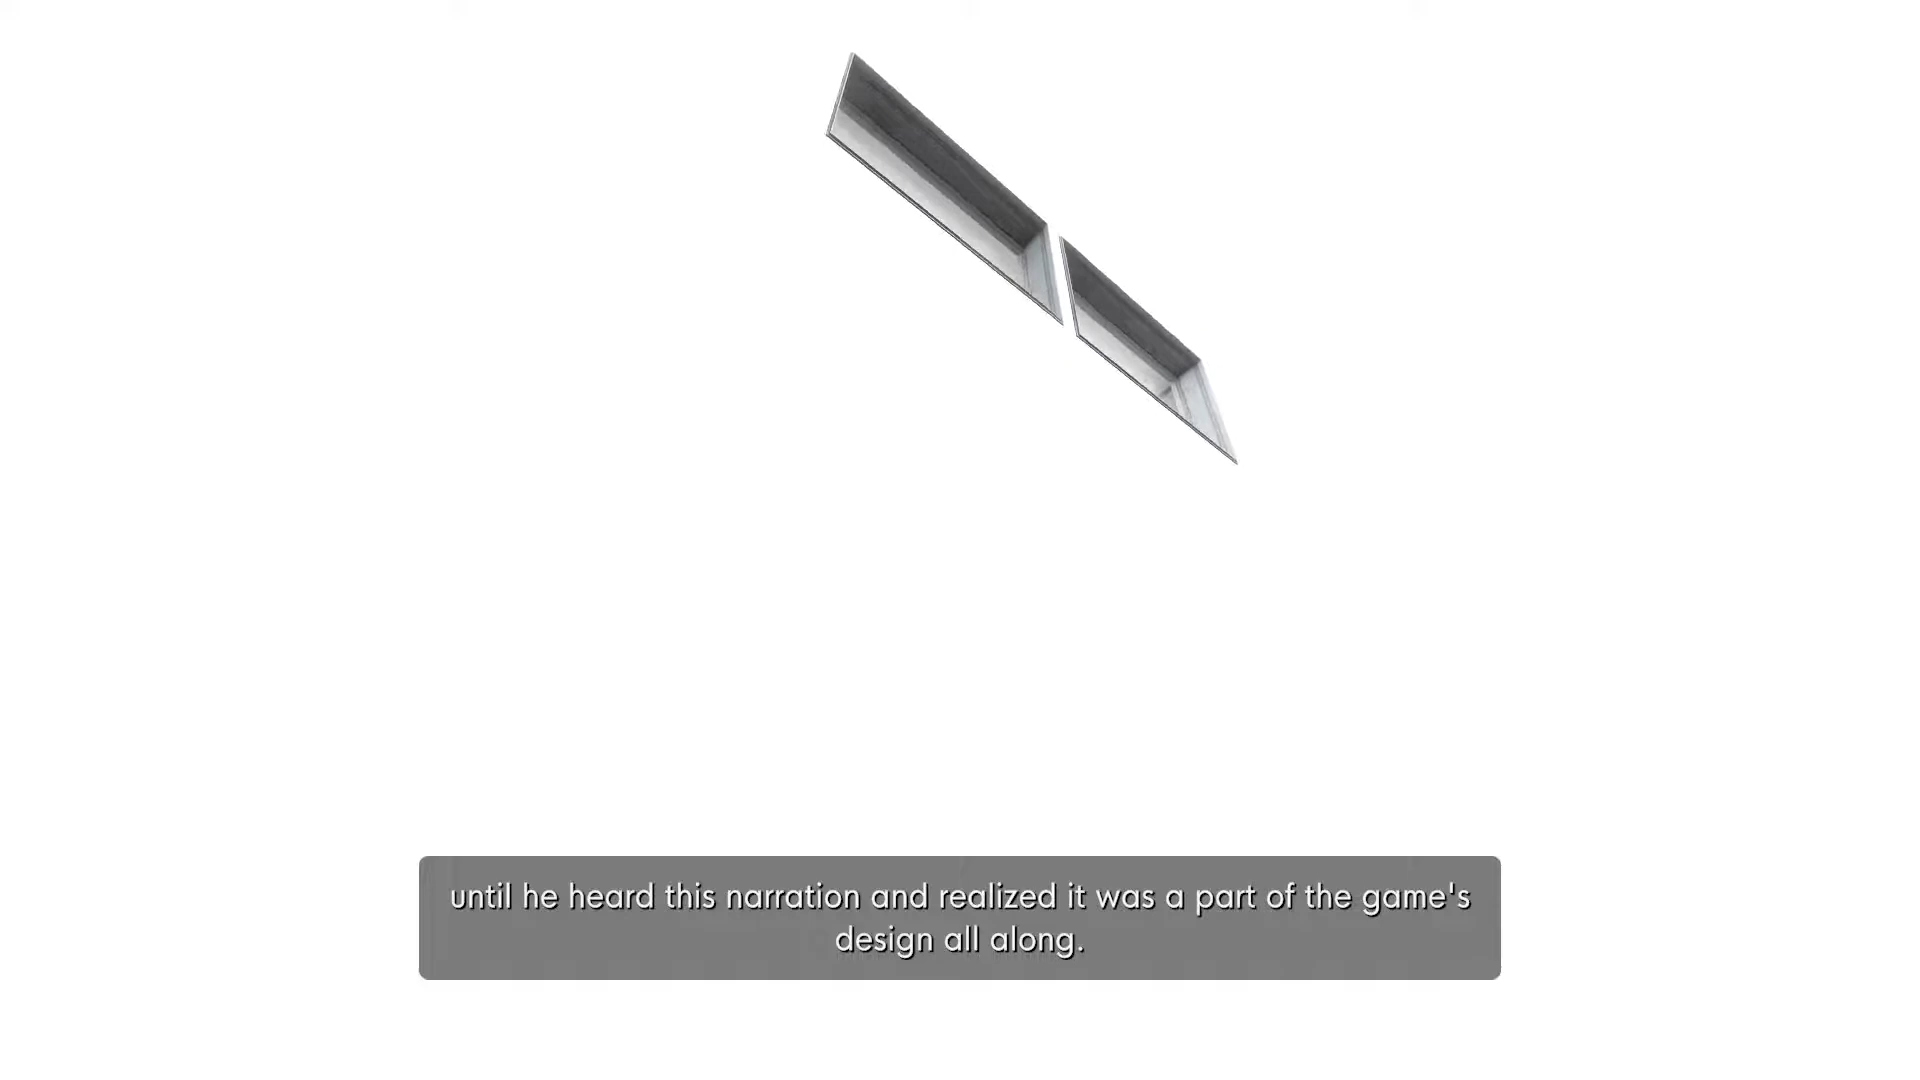 until he heard this narration and realized it was a part of the game's
design all along.